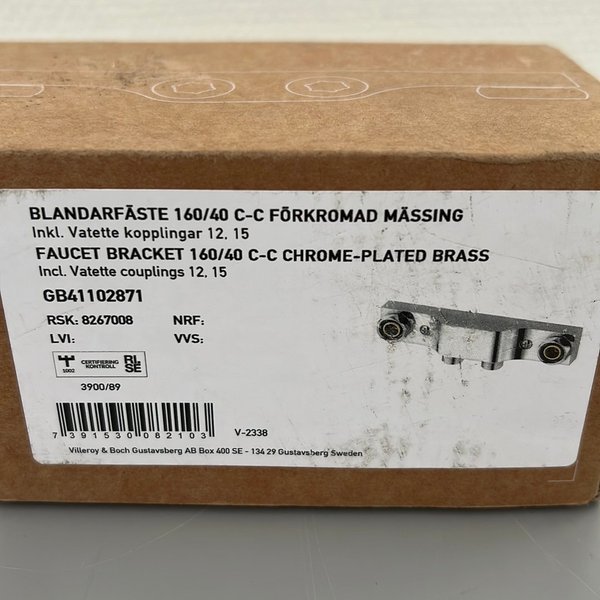 BLANDARFÄSTE 160/40 C-C FÖRKROMAD MÄSSING
Inkl. Vatette kopplingar 12, 15
FAUCET BRACKET 160/40 C-C CHROME-PLATED BRASS
Incl. Vatette couplings 12, 15
GB41102871
RSK: 8267008 NRF:
LVI: VVS:
1002 CERTIFIERING KONTROLL RI.SE
3900/89
7 391530 082103
V-2338
Villeroy & Boch Gustavsberg AB Box 400 SE - 134 29 Gustavsberg Sweden